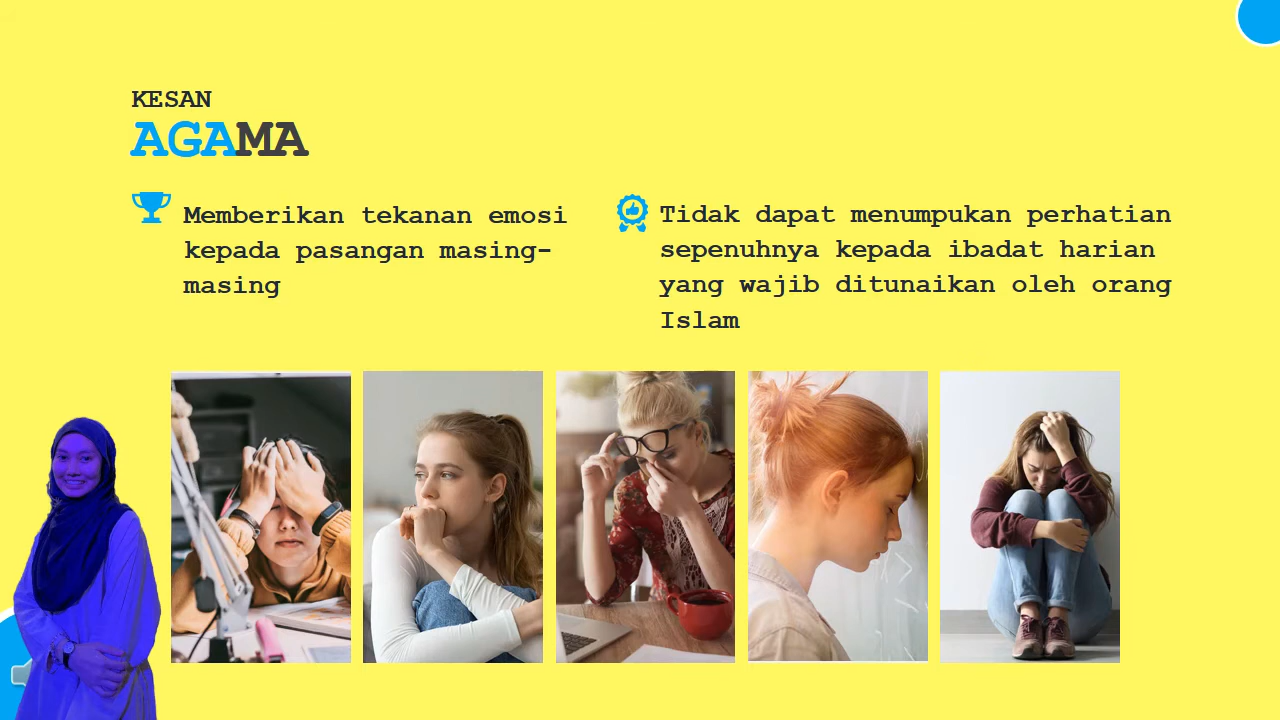 KESAN
AGAMA
Memberikan tekanan emosi
kepada pasangan masing-
masing
Tidak dapat menumpukan perhatian
sepenuhnya kepada ibadat harian
yang wajib ditunaikan oleh orang
Islam